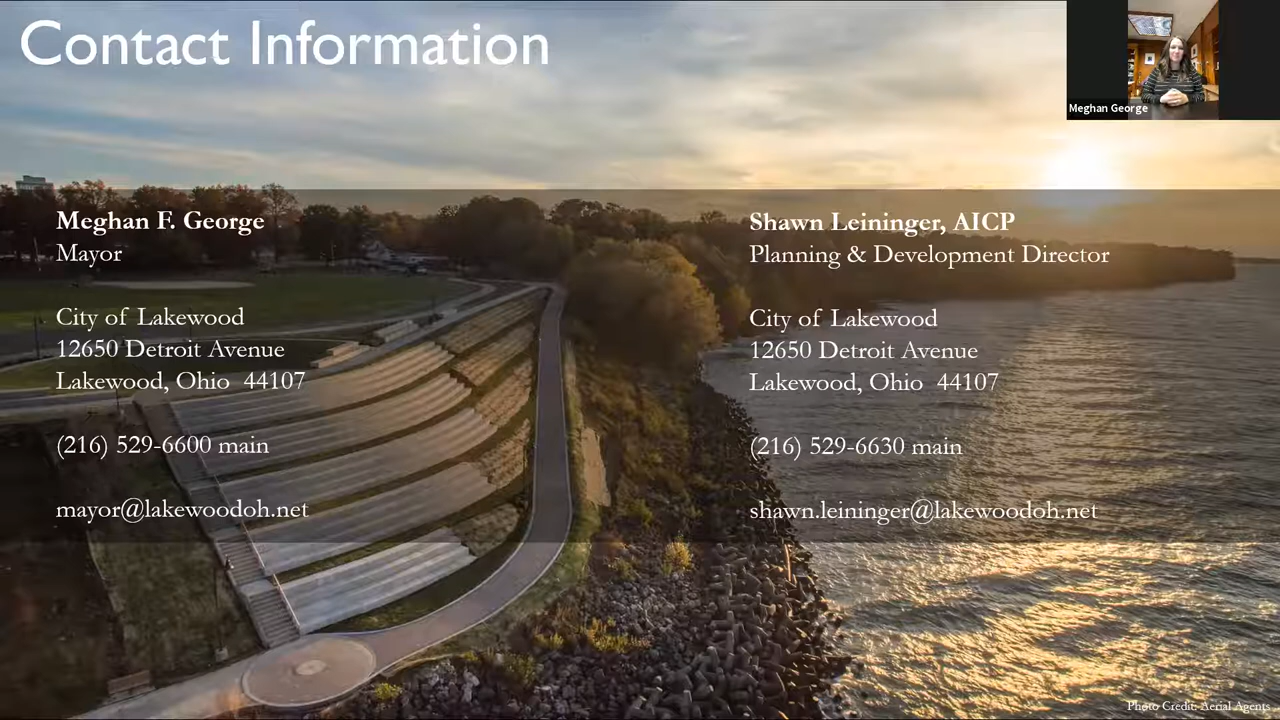 Contact Information
Meghan George
Meghan F. George
Mayor
City of Lakewood
12650 Detroit Avenue
Lakewood, Ohio 44107
(216) 529-6600 main
mayor@lakewoodoh.net
Shawn Leininger, AICP
Planning & Development Director
City of Lakewood
12650 Detroit Avenue
Lakewood, Ohio 44107
(216) 529-6630 main
shawn.leininger@lakewoodoh.net
Photo Credit: Aerial Agents